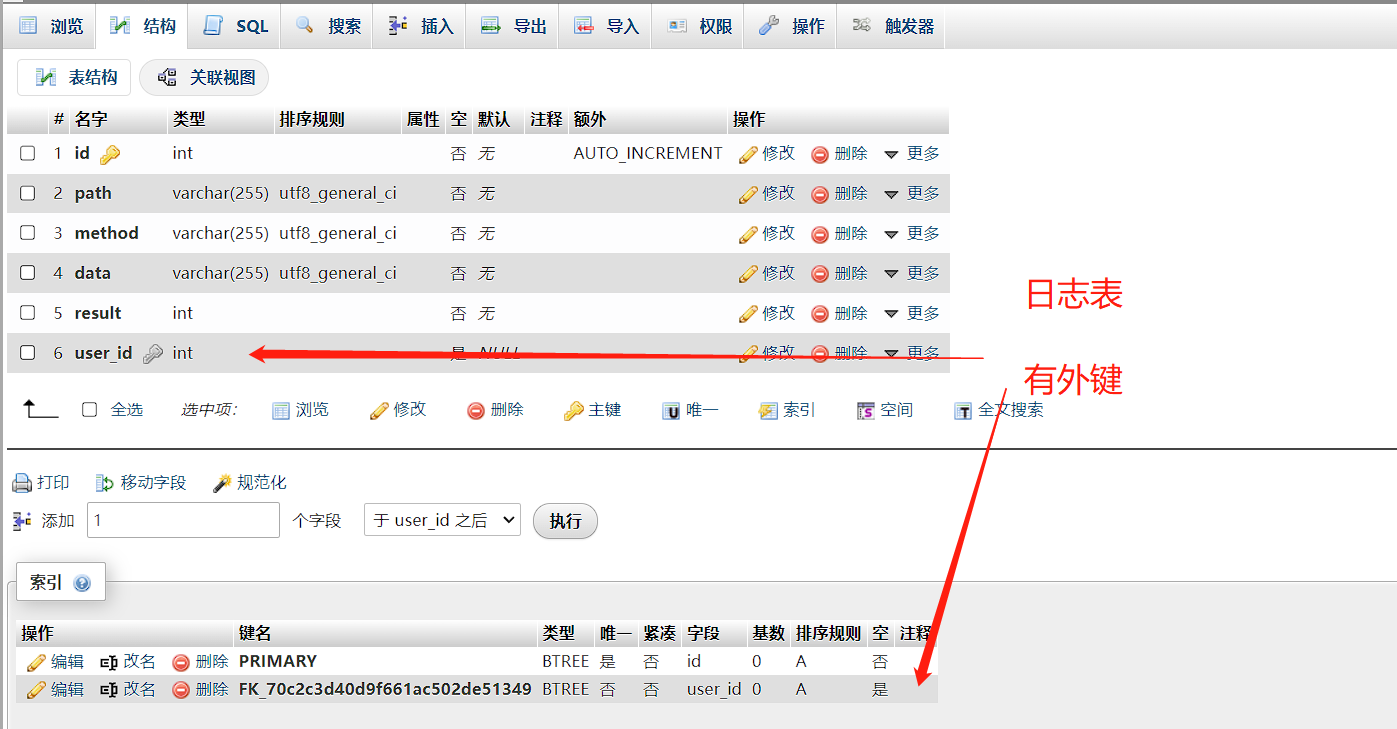 浏览 结构 SQL 搜索 插入 导出 导入 权限 操作 触发器
表结构 关联视图
# 名字 类型 排序规则 属性 空 默认 注释 额外 操作
1 id int 否 无 AUTO_INCREMENT 修改 删除 更多
2 path varchar(255) utf8_general_ci 否 无 修改 删除 更多
3 method varchar(255) utf8_general_ci 否 无 修改 删除 更多
4 data varchar(255) utf8_general_ci 否 无 修改 删除 更多
日志表
5 result int 否 无 修改 删除 更多
6 user_id int 是 NULL 修改 删除 更多
有外键
全选 选中项: 浏览 修改 删除 主键 U 唯一 索引 S 空间 T 全文搜索
打印 移动字段 规范化
添加 1 个字段 于 user_id 之后 执行
索引 ?
操作 键名 类型 唯一 紧凑 字段 基数 排序规则 空 注释
编辑 改名 删除 PRIMARY BTREE 是 否 id 0 A 否
编辑 改名 删除 FK_70c2c3d40d9f661ac502de51349 BTREE 否 否 user_id 0 A 是